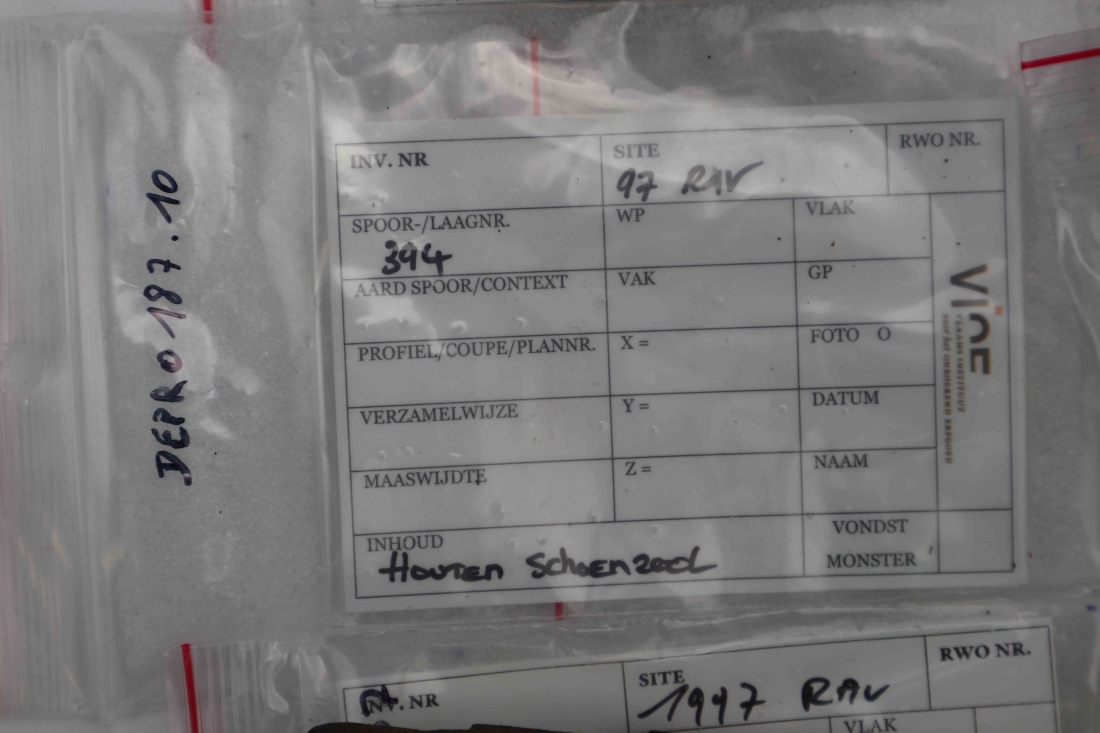 DEPRO 187.10
INV. NR
SITE
97 RAV
RWO NR.
SPOOR-/LAAGNR.
394
WP
VLAK
AARD SPOOR/CONTEXT
VAK
GP
PROFIEL/COUPE/PLANNR.
X =
FOTO O
VERZAMELWIJZE
Y =
DATUM
MAASWIJDTE
Z =
NAAM
INHOUD
HOUTEN SCHOENZOOL
VONDST
MONSTER
VIOE
VLAAMS INSTITUUT
voor het ONROEREND ERFGOED
INV. NR
SITE
1997 RAV
RWO NR.
VLAK